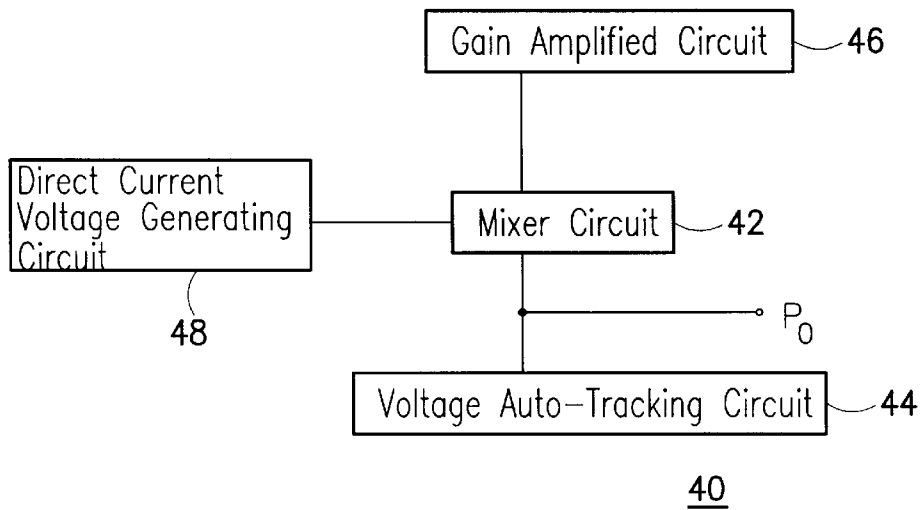 Gain Amplified Circuit
46
Direct Current
Voltage Generating
Circuit
48
Mixer Circuit
42
P0
Voltage Auto-Tracking Circuit
44
40